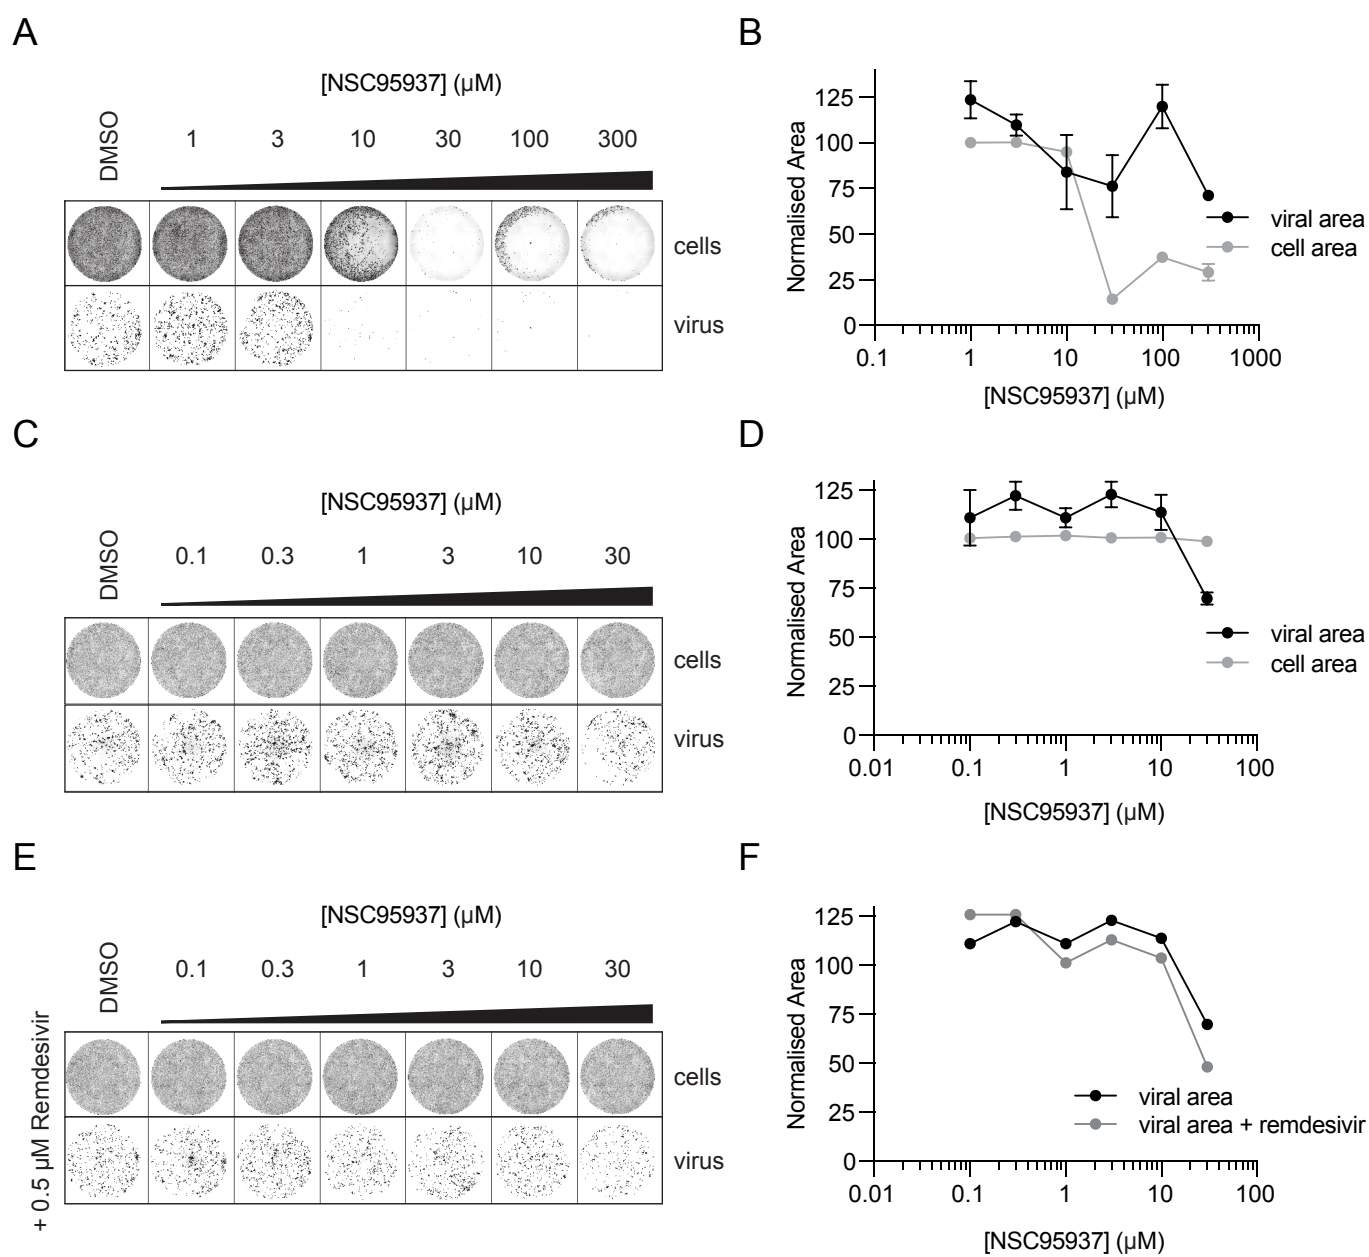 A
[NSC95937] (µM)
DMSO
1 3 10 30 100 300
cells
virus
B
Normalised Area
125
100
75
50
25
0
0.1 1 10 100 1000
[NSC95937] (µM)
viral area
cell area
C
[NSC95937] (µM)
DMSO
0.1 0.3 1 3 10 30
cells
virus
D
Normalised Area
125
100
75
50
25
0
0.01 0.1 1 10 100
[NSC95937] (µM)
viral area
cell area
E
[NSC95937] (µM)
DMSO
0.1 0.3 1 3 10 30
+ 0.5 µM Remdesivir
cells
virus
F
Normalised Area
125
100
75
50
25
0
0.01 0.1 1 10 100
[NSC95937] (µM)
viral area
viral area + remdesivir